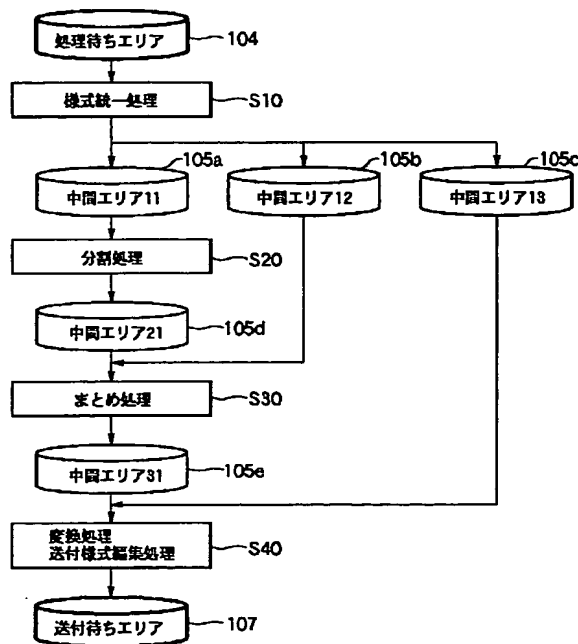 処理待ちエリア 104
様式統一処理 S10
105a 105b 105c
中間エリア11 中間エリア12 中間エリア13
分割処理 S20
中間エリア21 105d
まとめ処理 S30
中間エリア31 105e
変換処理
送付様式編集処理 S40
送付待ちエリア 107